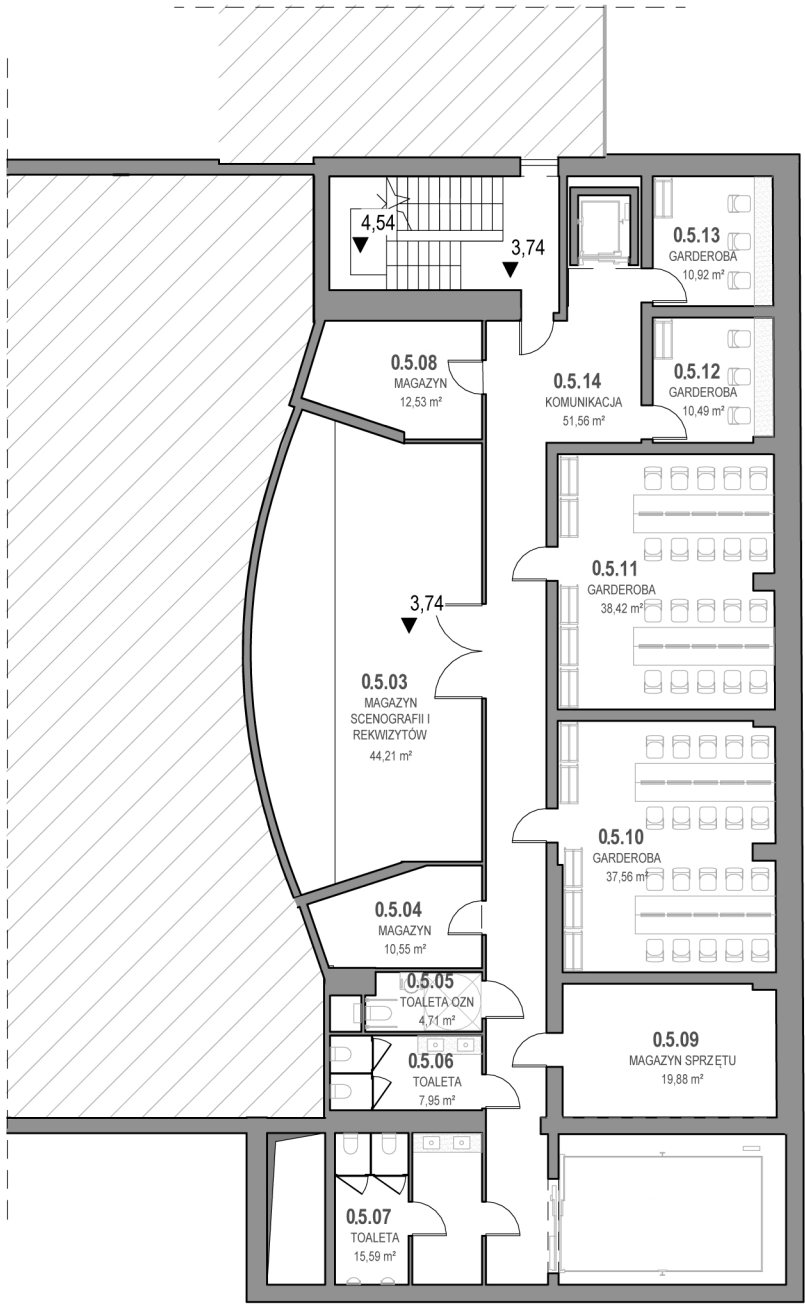 4,54
3,74
0.5.13
GARDEROBA
10,92 m²
0.5.08
MAGAZYN
12,53 m²
0.5.14
KOMUNIKACJA
51,56 m²
0.5.12
GARDEROBA
10,49 m²
0.5.11
GARDEROBA
38,42 m²
3,74
0.5.03
MAGAZYN
SCENOGRAFII I
REKWIZYTÓW
44,21 m²
0.5.10
GARDEROBA
37,56 m²
0.5.04
MAGAZYN
10,55 m²
0.5.05
TOALETA OZN
4,71 m²
0.5.09
MAGAZYN SPRZĘTU
19,88 m²
0.5.06
TOALETA
7,95 m²
0.5.07
TOALETA
15,59 m²